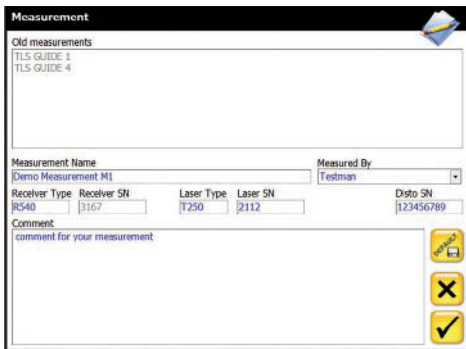 Measurement
Old measurements
TLS GUIDE 1
TLS GUIDE 4
Measurement Name
Measured By
Demo Measurement M1
Testman
Receiver Type Receiver SN Laser Type Laser SN Disto SN
R540 3167 T250 2112 123456789
Comment
comment for your measurement
DEFAULT